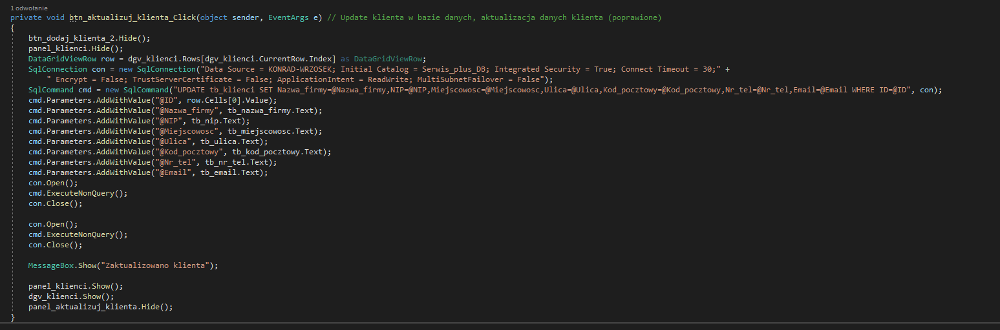 1 odwołanie
private void btn_aktualizuj_klienta_Click(object sender, EventArgs e) // Update klienta w bazie danych, aktualizacja danych klienta (poprawione)
{
btn_dodaj_klienta_2.Hide();
panel_klienci.Hide();
DataGridViewRow row = dgv_klienci.Rows[dgv_klienci.CurrentRow.Index] as DataGridViewRow;
SqlConnection con = new SqlConnection("Data Source = KONRAD-WRZOSEK; Initial Catalog = Serwis_plus_DB; Integrated Security = True; Connect Timeout = 30;" +
" Encrypt = False; TrustServerCertificate = False; ApplicationIntent = ReadWrite; MultiSubnetFailover = False");
SqlCommand cmd = new SqlCommand("UPDATE tb_klienci SET Nazwa_firmy=@Nazwa_firmy,NIP=@NIP,Miejscowosc=@Miejscowosc,Ulica=@Ulica,Kod_pocztowy=@Kod_pocztowy,Nr_tel=@Nr_tel,Email=@Email WHERE ID=@ID", con);
cmd.Parameters.AddWithValue("@ID", row.Cells[0].Value);
cmd.Parameters.AddWithValue("@Nazwa_firmy", tb_nazwa_firmy.Text);
cmd.Parameters.AddWithValue("@NIP", tb_nip.Text);
cmd.Parameters.AddWithValue("@Miejscowosc", tb_miejscowosc.Text);
cmd.Parameters.AddWithValue("@Ulica", tb_ulica.Text);
cmd.Parameters.AddWithValue("@Kod_pocztowy", tb_kod_pocztowy.Text);
cmd.Parameters.AddWithValue("@Nr_tel", tb_nr_tel.Text);
cmd.Parameters.AddWithValue("@Email", tb_email.Text);
con.Open();
cmd.ExecuteNonQuery();
con.Close();
con.Open();
cmd.ExecuteNonQuery();
con.Close();
MessageBox.Show("Zaktualizowano klienta");
panel_klienci.Show();
dgv_klienci.Show();
panel_aktualizuj_klienta.Hide();
}